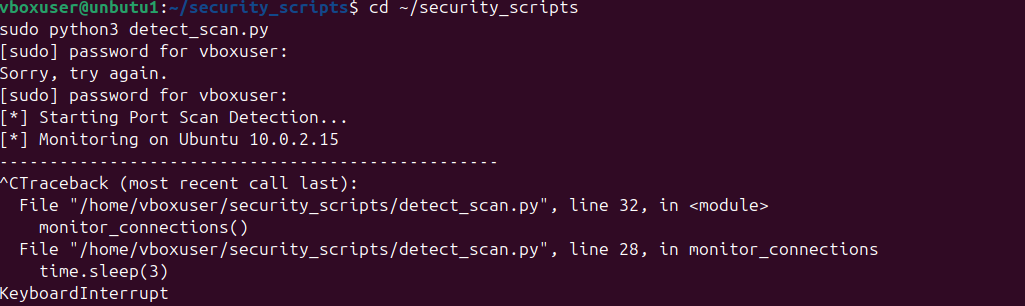 vboxuser@unbutu1:~/security_scripts$ cd ~/security_scripts
sudo python3 detect_scan.py
[sudo] password for vboxuser:
Sorry, try again.
[sudo] password for vboxuser:
[*] Starting Port Scan Detection...
[*] Monitoring on Ubuntu 10.0.2.15
--------------------------------------------------
^CTraceback (most recent call last):
  File "/home/vboxuser/security_scripts/detect_scan.py", line 32, in <module>
    monitor_connections()
  File "/home/vboxuser/security_scripts/detect_scan.py", line 28, in monitor_connections
    time.sleep(3)
KeyboardInterrupt